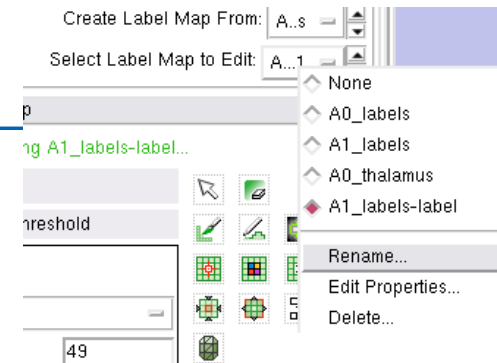 Create Label Map From: A..s
Select Label Map to Edit: A...1
None
p
A0_labels
ng A1_labels-label...
A1_labels
A0_thalamus
A1_labels-label
hreshold
Rename...
Edit Properties...
Delete...
49